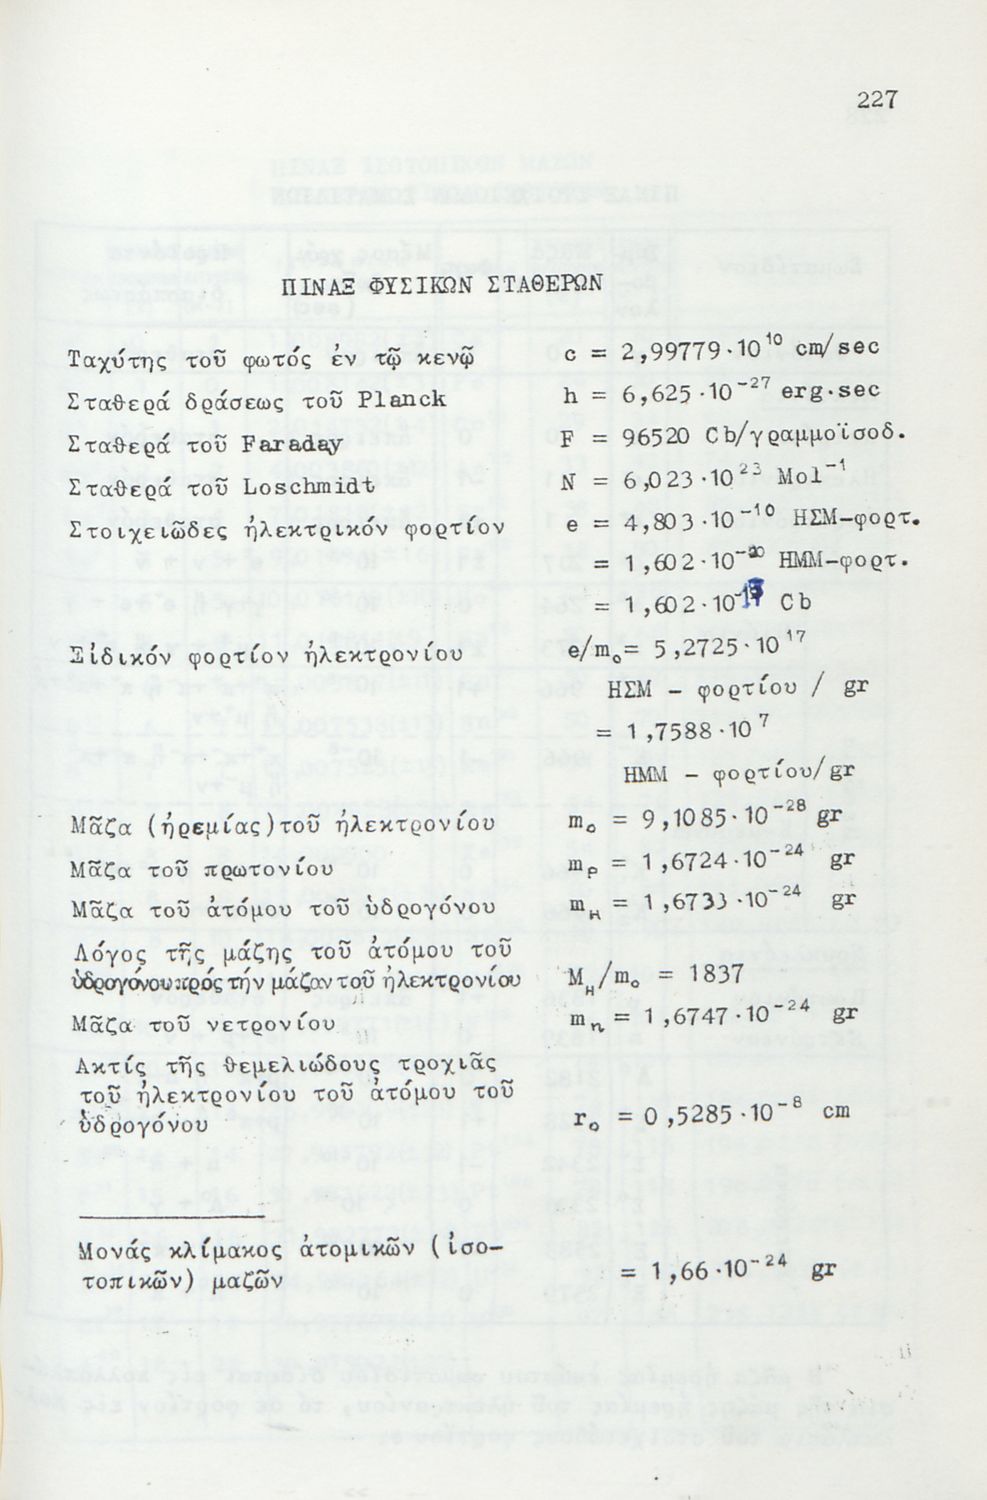 227
ΠΙΝΑΞ ΦΥΣΙΚΩΝ ΣΤΑΘΕΡΩΝ
Ταχύτης τοῦ φωτός ἐν τῷ κενῷ c = 2,99779·10¹⁰ cm/sec
Σταθερά δράσεως τοῦ Planck h = 6,625·10⁻²⁷ erg·sec
Σταθερά τοῦ Faraday F = 96520 Cb/γραμμοϊσοδ.
Σταθερά τοῦ Loschmidt N = 6,023·10²³ Mol⁻¹
Στοιχειῶδες ἠλεκτρικόν φορτίον e = 4,803·10⁻¹⁰ ΗΣΜ-φορτ.
= 1,602·10⁻²⁰ ΗΜΜ-φορτ.
= 1,602·10⁻¹⁹ Cb
Σἰδικόν φορτίον ἠλεκτρονίου e/m₀= 5,2725·10¹⁷
ΗΣΜ - φορτίου / gr
= 1,7588·10⁷
ΗΜΜ - φορτίου/gr
Μᾶζα (ἠρεμίας)τοῦ ἠλεκτρονίου m₀ = 9,1085·10⁻²⁸ gr
Μᾶζα τοῦ πρωτονίου mₚ = 1,6724·10⁻²⁴ gr
Μᾶζα τοῦ ἀτόμου τοῦ ὑδρογόνου m_H = 1,6733·10⁻²⁴ gr
Λόγος τῆς μάζης τοῦ ἀτόμου τοῦ
ὑδρογόνου πρός τήν μάζαν τοῦ ἠλεκτρονίου M_H/m₀ = 1837
Μᾶζα τοῦ νετρονίου mₙ = 1,6747·10⁻²⁴ gr
Ακτίς τῆς θεμελιώδους τροχιᾶς
τοῦ ἠλεκτρονίου τοῦ ἀτόμου τοῦ
ὑδρογόνου r₀ = 0,5285·10⁻⁸ cm
Μονάς κλίμακος ἀτομικῶν (ἰσο-
τοπικῶν) μαζῶν = 1,66·10⁻²⁴ gr